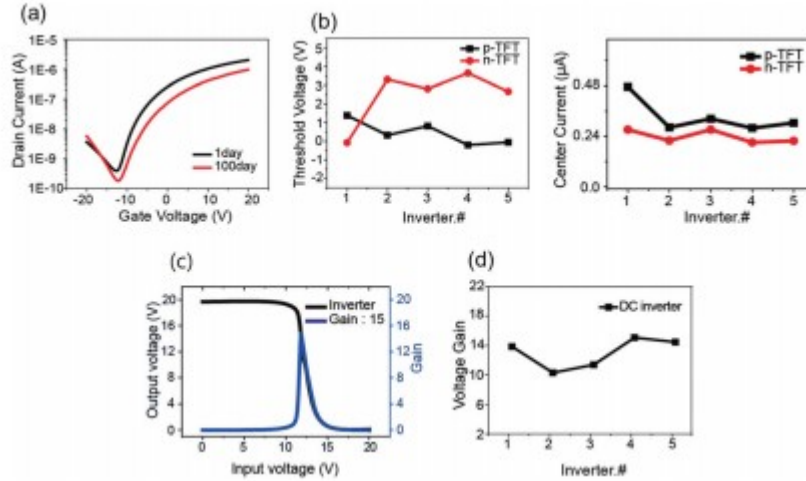 (a)
1E-5
1E-6
1E-7
1E-8
1E-9
1E-10
Drain Current (A)
1day
100day
-20 -10 0 10 20
Gate Voltage (V)
(b)
5
4
3
2
1
0
-1
-2
Threshold Voltage (V)
p-TFT
n-TFT
1 2 3 4 5
Inverter.#
0.48
0.24
0.0
Center Current (μA)
p-TFT
n-TFT
1 2 3 4 5
Inverter.#
(c)
20
16
12
8
4
0
Output voltage (V)
Inverter
Gain : 15
20
16
12
8
4
0
Gain
0 5 10 15 20
Input voltage (V)
(d)
22
18
14
10
6
2
Voltage Gain
DC inverter
1 2 3 4 5
Inverter.#